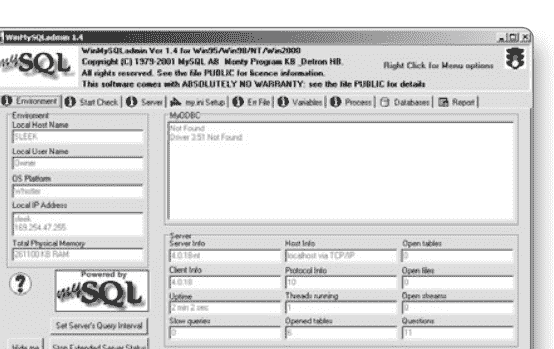 WinMySQLadmin 1.4
MySQL
WinMySQLadmin Ver 1.4 for Win95/Win98/NT/Win2000
Copyright (C) 1979-2001 MySQL AB Monty Program KB Detron HB.
All rights reserved. See the file PUBLIC for licence information.
This software comes with ABSOLUTELY NO WARRANTY: see the file PUBLIC for details
Right Click for Menu options
Environment Start Check Server my.ini Setup Err File Variables Process Databases Report
Enviroment
Local Host Name
SLEEK
Local User Name
Owner
OS Platform
Whistler
Local IP Address
sleek
169.254.47.255
Total Physical Memory
261100 KB RAM
Powered by
MySQL
Set Server's Query Interval
Hide me Stop Extended Server Status
MyODBC
Not Found
Driver 3.51 Not Found
Server
Server Info
4.0.18-nt
Host Info
localhost via TCP/IP
Open tables
0
Client Info
4.0.18
Protocol Info
10
Open files
0
Uptime
2 min 2 sec
Threads running
1
Open streams
0
Slow queries
0
Opened tables
6
Questions
11